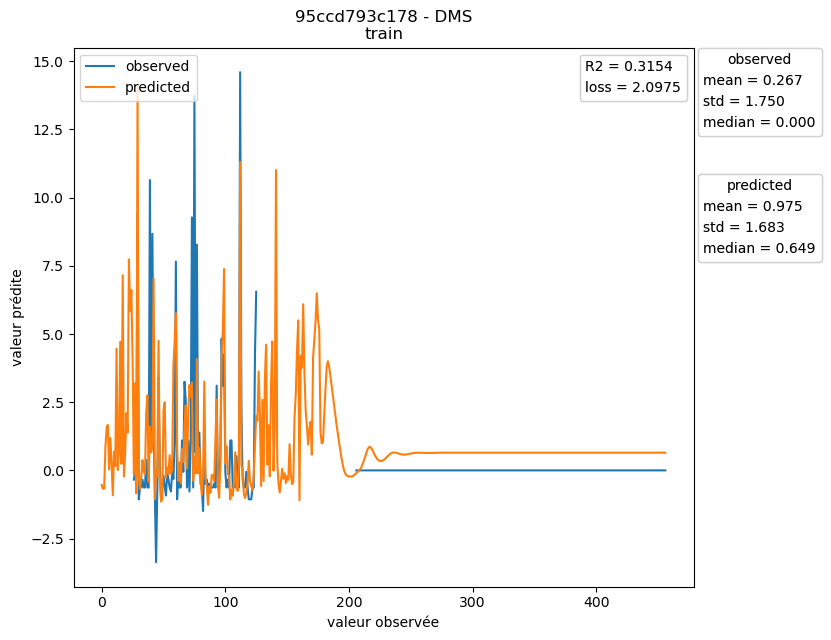 95ccd793c178 - DMS
train
observed
predicted
R2 = 0.3154
loss = 2.0975
observed
mean = 0.267
std = 1.750
median = 0.000
predicted
mean = 0.975
std = 1.683
median = 0.649
valeur prédite
15.0
12.5
10.0
7.5
5.0
2.5
0.0
−2.5
0
100
200
300
400
valeur observée